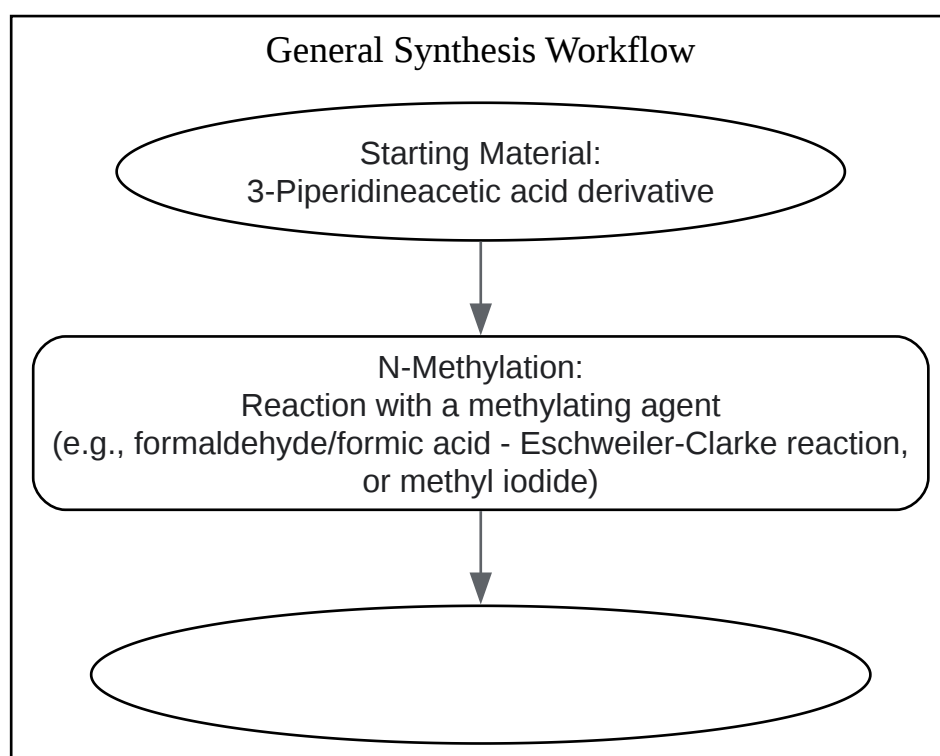 General Synthesis Workflow
Starting Material:
3-Piperidineacetic acid derivative
N-Methylation:
Reaction with a methylating agent
(e.g., formaldehyde/formic acid - Eschweiler-Clarke reaction,
or methyl iodide)